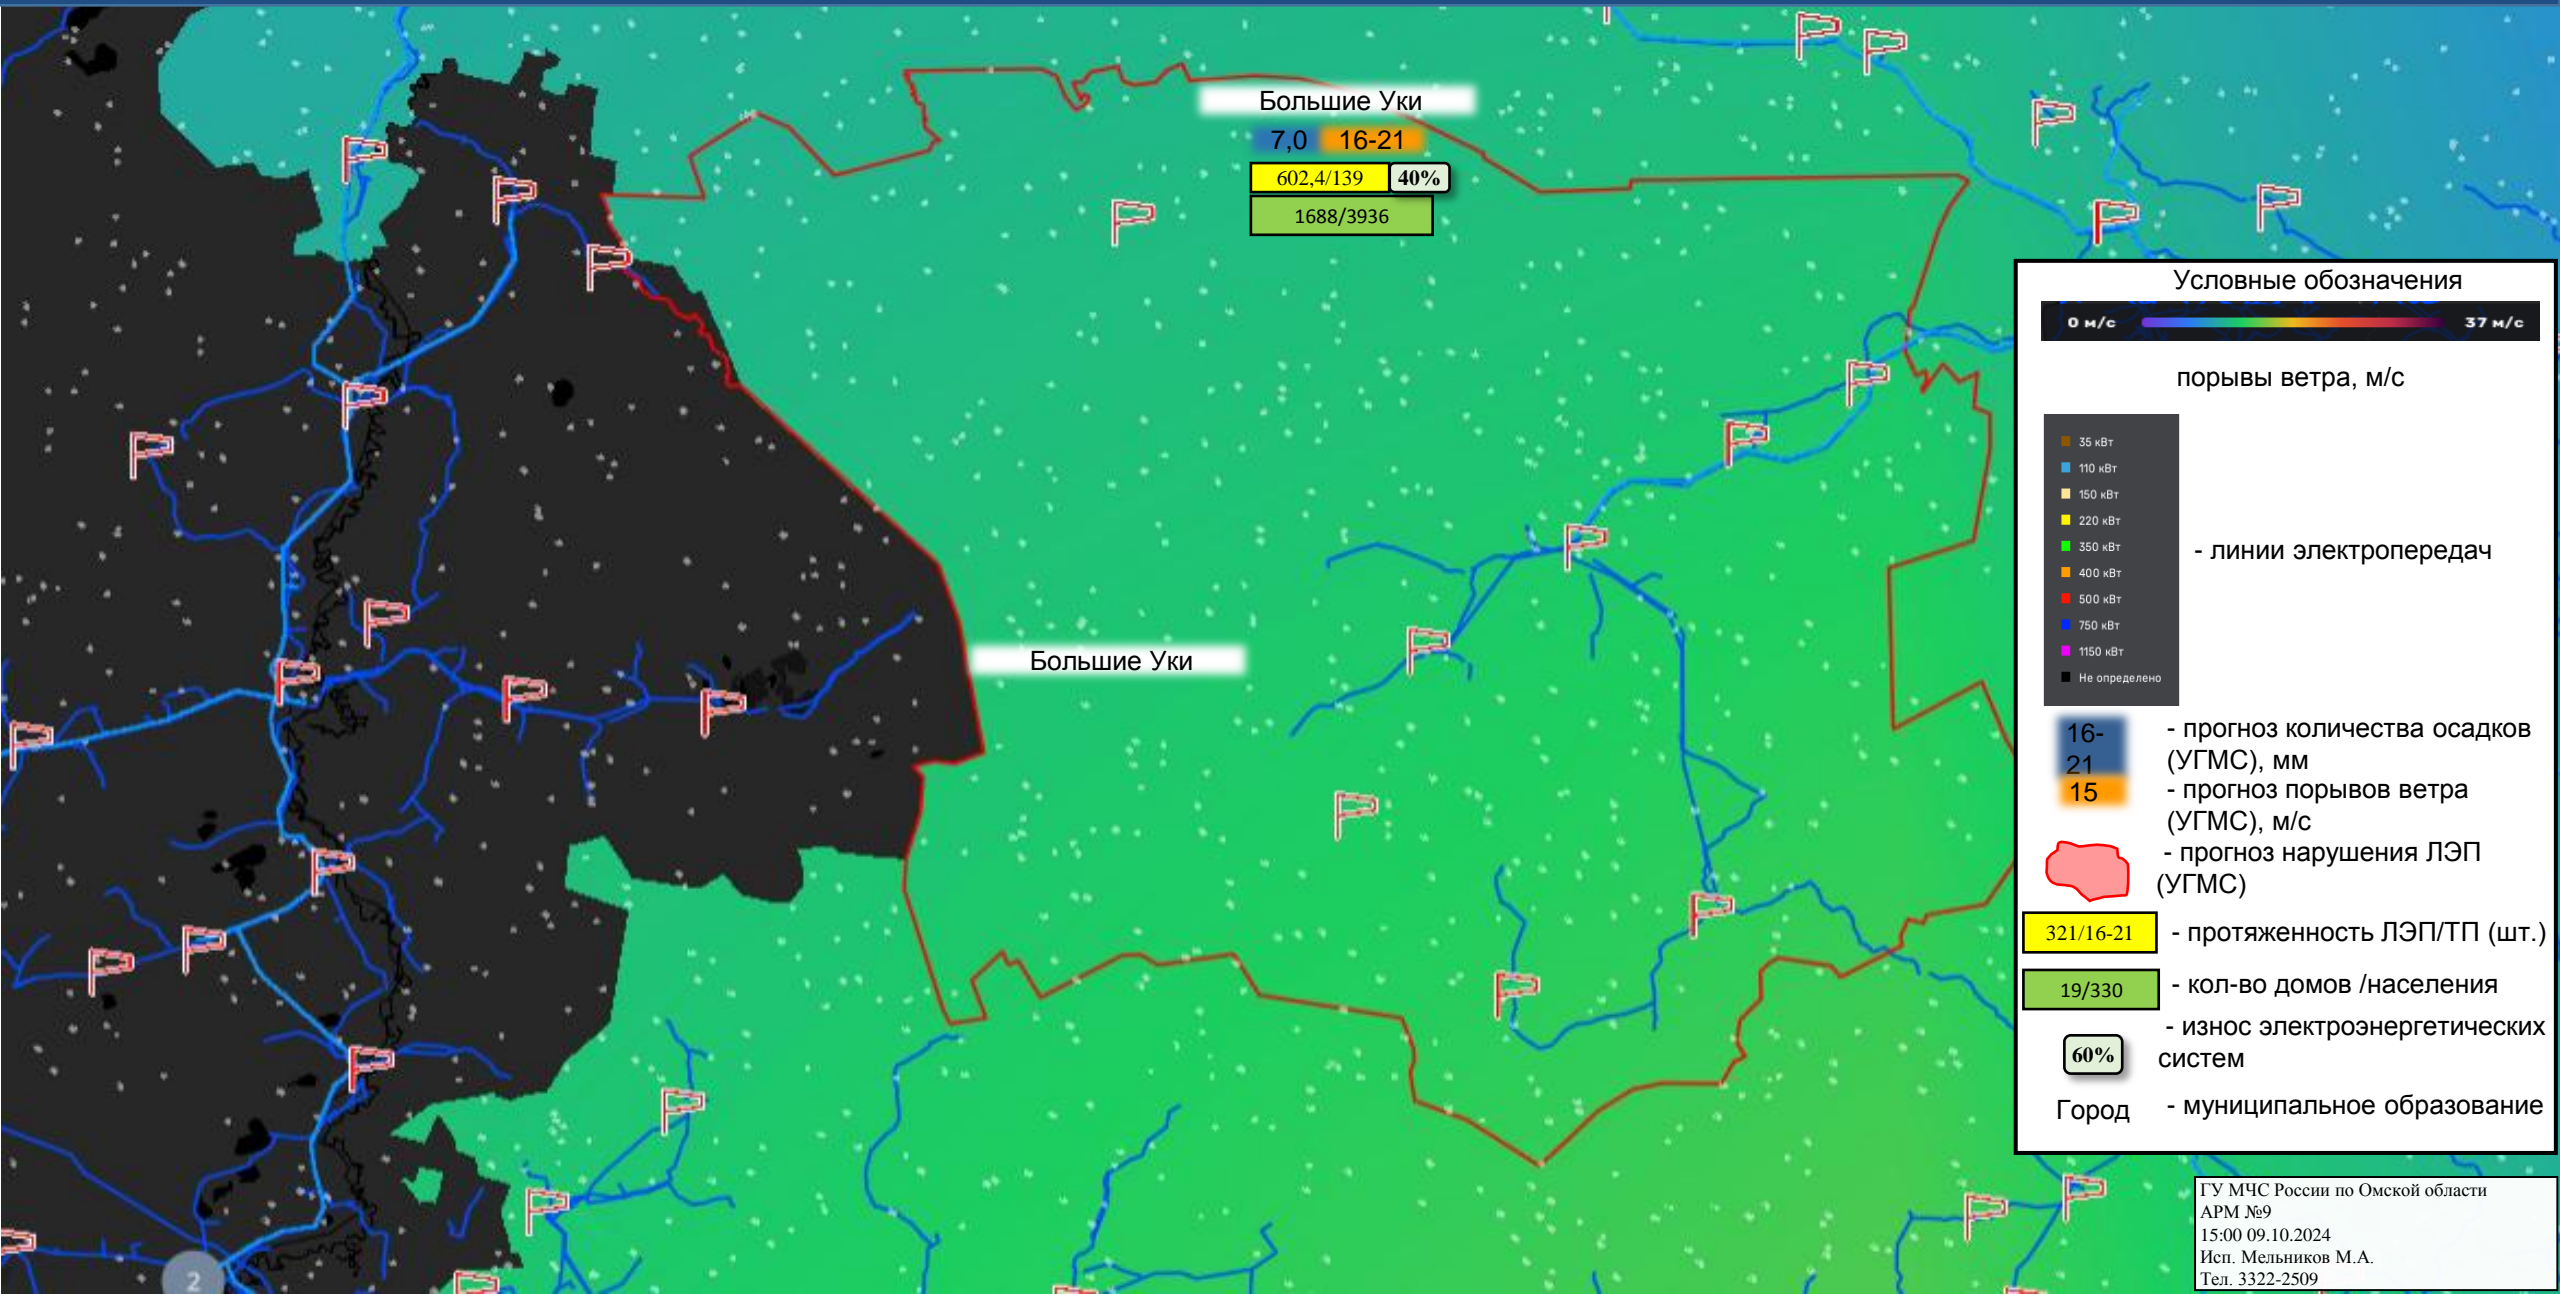 Большие Уки
7,0 16-21
602,4/139 40%
1688/3936
Большие Уки
2
Условные обозначения
0 м/с 37 м/с
порывы ветра, м/с
35 кВт
110 кВт
150 кВт
220 кВт
350 кВт
400 кВт
500 кВт
750 кВт
1150 кВт
Не определено
- линии электропередач
16-
21
- прогноз количества осадков
(УГМС), мм
15
- прогноз порывов ветра
(УГМС), м/с
- прогноз нарушения ЛЭП
(УГМС)
321/16-21 - протяженность ЛЭП/ТП (шт.)
19/330 - кол-во домов /населения
60%
- износ электроэнергетических
систем
Город - муниципальное образование
ГУ МЧС России по Омской области
АРМ №9
15:00 09.10.2024
Исп. Мельников М.А.
Тел. 3322-2509